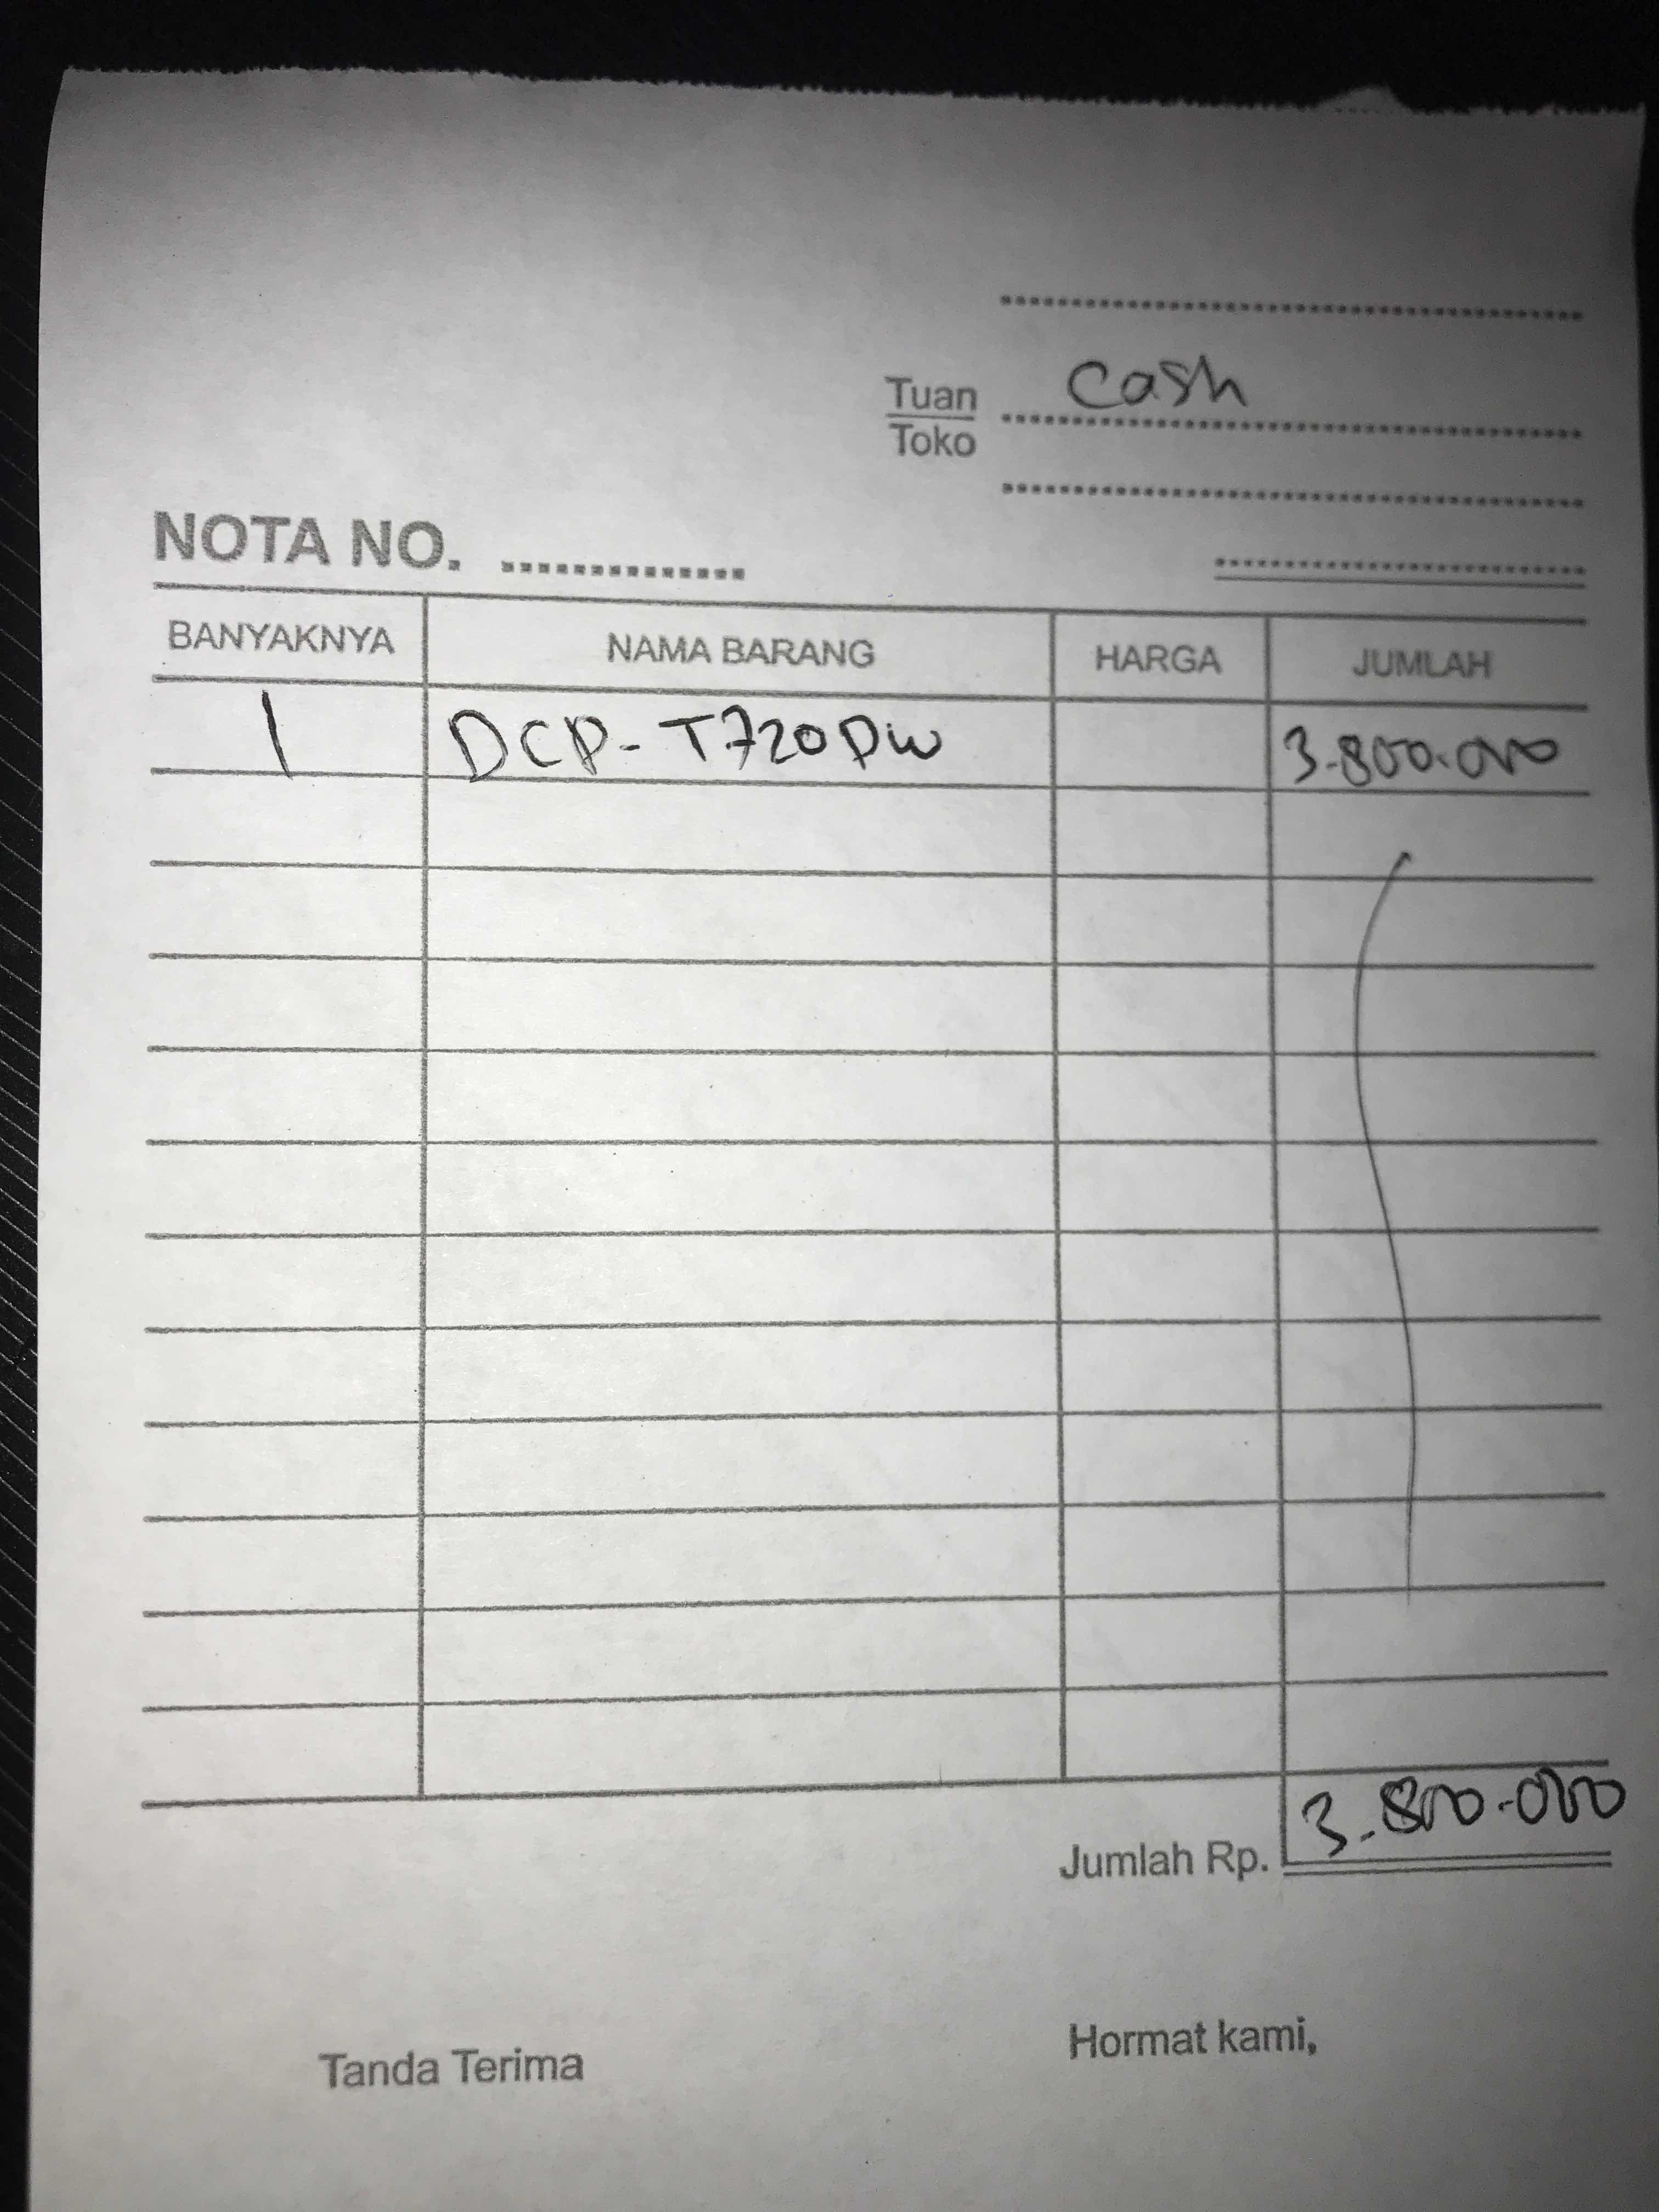 cash
Tuan
Toko
NOTA NO.
BANYAKNYA NAMA BARANG HARGA JUMLAH
1 DCP-T720DW 3.800.000
Jumlah Rp. 3.800.000
Tanda Terima Hormat kami,